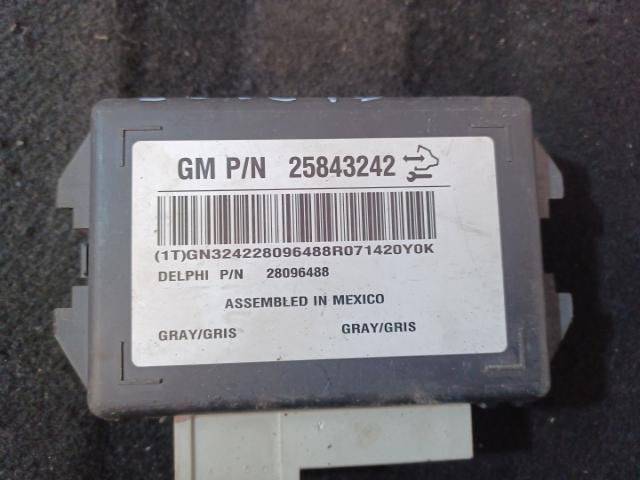 GM P/N 25843242
(1T)GN324228096488R071420Y0K
DELPHI P/N 28096488
ASSEMBLED IN MEXICO
GRAY/GRIS GRAY/GRIS